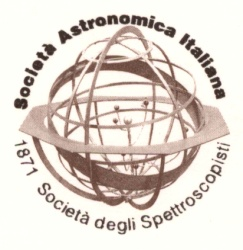 Società Astronomica Italiana
1871 Società degli Spettroscopisti